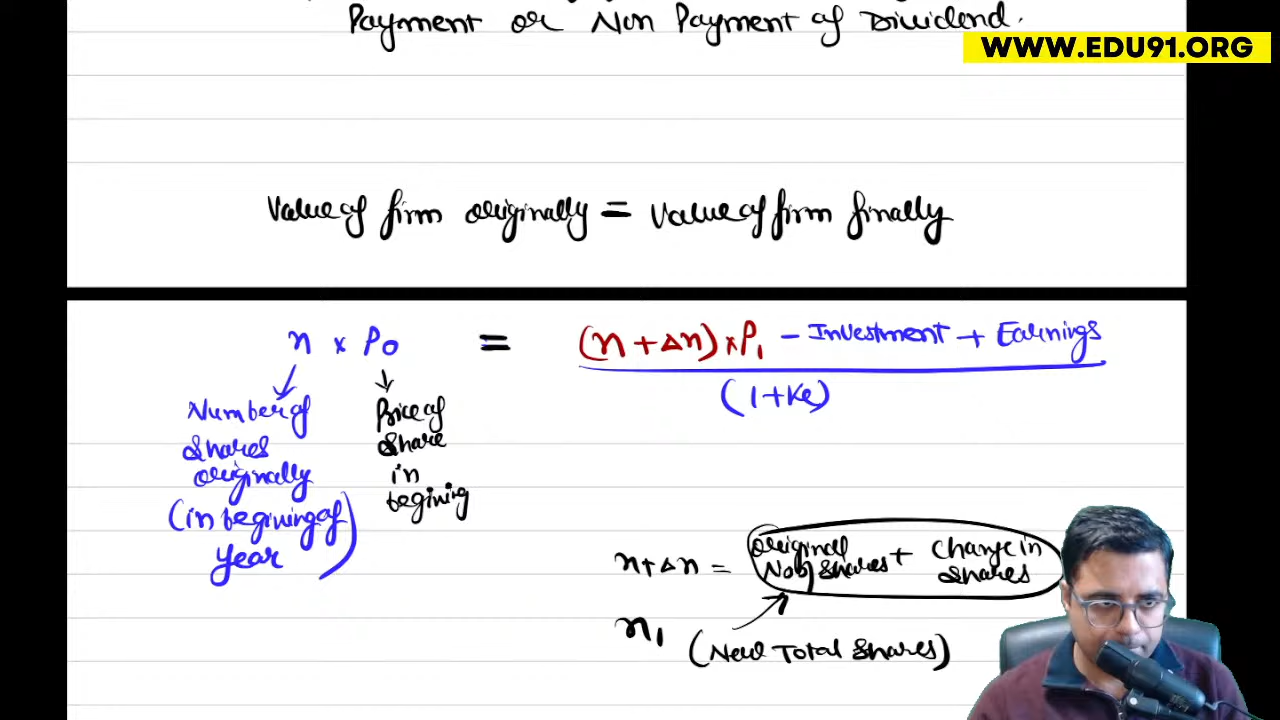 Payment or Non Payment of Dividend.
WWW.EDU91.ORG
Value of firm originally = Value of firm finally
n × P0 = (n + Δn) × P1 - Investment + Earnings
(1 + Ke)
Number of shares originally (in begining of year)
Price of share in begining
n + Δn = original No of shares + change in shares
n1 (New Total Shares)